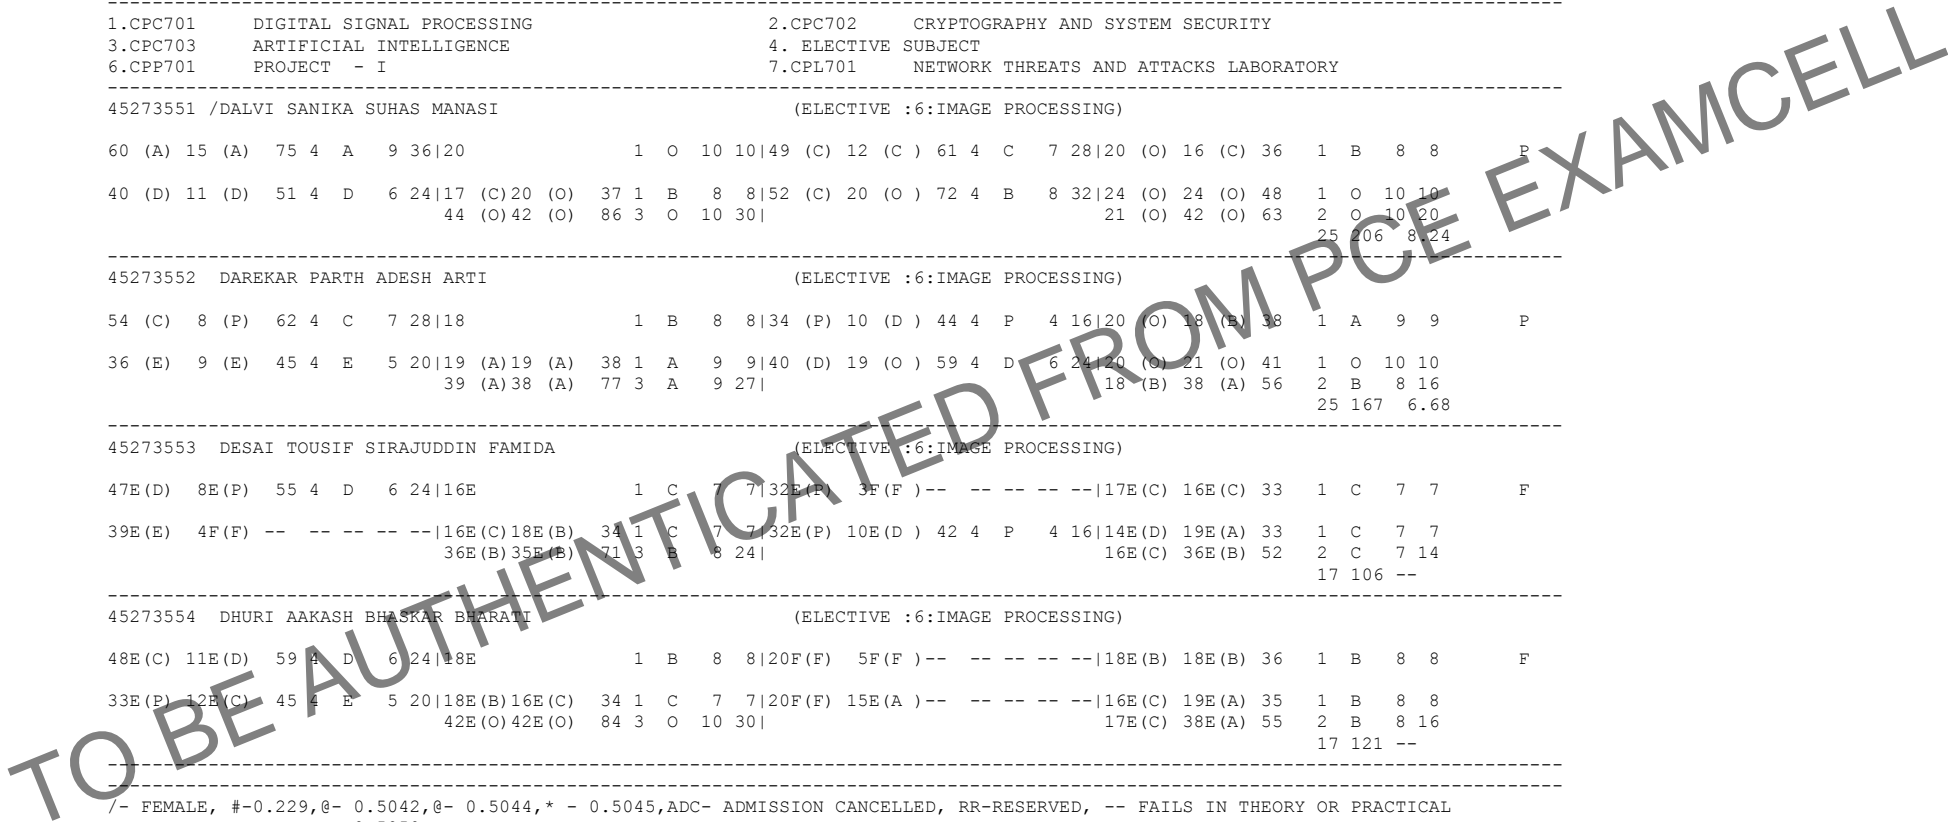 1.CPC701 DIGITAL SIGNAL PROCESSING 2.CPC702 CRYPTOGRAPHY AND SYSTEM SECURITY
3.CPC703 ARTIFICIAL INTELLIGENCE 4. ELECTIVE SUBJECT
6.CPP701 PROJECT - I 7.CPL701 NETWORK THREATS AND ATTACKS LABORATORY
45273551 /DALVI SANIKA SUHAS MANASI (ELECTIVE :6:IMAGE PROCESSING)
60 (A) 15 (A) 75 4 A 9 36|20 1 O 10 10|49 (C) 12 (C ) 61 4 C 7 28|20 (O) 16 (C) 36 1 B 8 8 P
40 (D) 11 (D) 51 4 D 6 24|17 (C)20 (O) 37 1 B 8 8|52 (C) 20 (O ) 72 4 B 8 32|24 (O) 24 (O) 48 1 O 10 10
44 (O)42 (O) 86 3 O 10 30| 21 (O) 42 (O) 63 2 O 10 20
25 206 8.24
45273552 DAREKAR PARTH ADESH ARTI (ELECTIVE :6:IMAGE PROCESSING)
54 (C) 8 (P) 62 4 C 7 28|18 1 B 8 8|34 (P) 10 (D ) 44 4 P 4 16|20 (O) 18 (B) 38 1 A 9 9 P
36 (E) 9 (E) 45 4 E 5 20|19 (A)19 (A) 38 1 A 9 9|40 (D) 19 (O ) 59 4 D 6 24|20 (O) 21 (O) 41 1 O 10 10
39 (A)38 (A) 77 3 A 9 27| 18 (B) 38 (A) 56 2 B 8 16
25 167 6.68
45273553 DESAI TOUSIF SIRAJUDDIN FAMIDA (ELECTIVE :6:IMAGE PROCESSING)
47E(D) 8E(P) 55 4 D 6 24|16E 1 C 7 7|32E(P) 3F(F )-- -- -- -- --|17E(C) 16E(C) 33 1 C 7 7 F
39E(E) 4F(F) -- -- -- -- --|16E(C)18E(B) 34 1 C 7 7|32E(P) 10E(D ) 42 4 P 4 16|14E(D) 19E(A) 33 1 C 7 7
36E(B)35E(B) 71 3 B 8 24| 16E(C) 36E(B) 52 2 C 7 14
17 106 --
45273554 DHURI AAKASH BHASKAR BHARATI (ELECTIVE :6:IMAGE PROCESSING)
48E(C) 11E(D) 59 4 D 6 24|18E 1 B 8 8|20F(F) 5F(F )-- -- -- -- --|18E(B) 18E(B) 36 1 B 8 8 F
33E(P) 12E(C) 45 4 E 5 20|18E(B)16E(C) 34 1 C 7 7|20F(F) 15E(A )-- -- -- -- --|16E(C) 19E(A) 35 1 B 8 8
42E(O)42E(O) 84 3 O 10 30| 17E(C) 38E(A) 55 2 B 8 16
17 121 --
/- FEMALE, #-0.229,@- 0.5042,@- 0.5044,* - 0.5045,ADC- ADMISSION CANCELLED, RR-RESERVED, -- FAILS IN THEORY OR PRACTICAL
TO BE AUTHENTICATED FROM PCE EXAMCELL